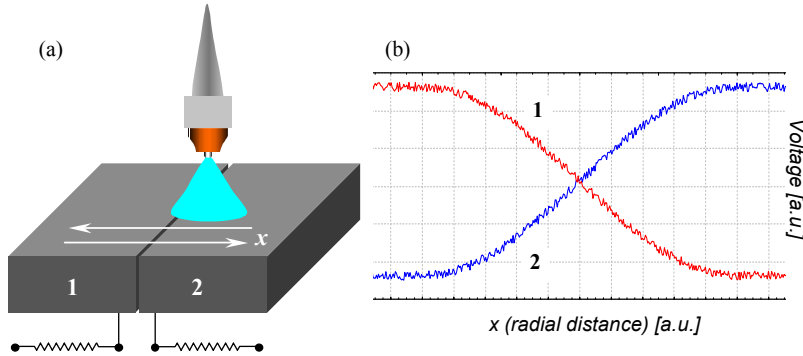 (a)
x
1
2
(b)
1
2
Voltage [a.u.]
x (radial distance) [a.u.]